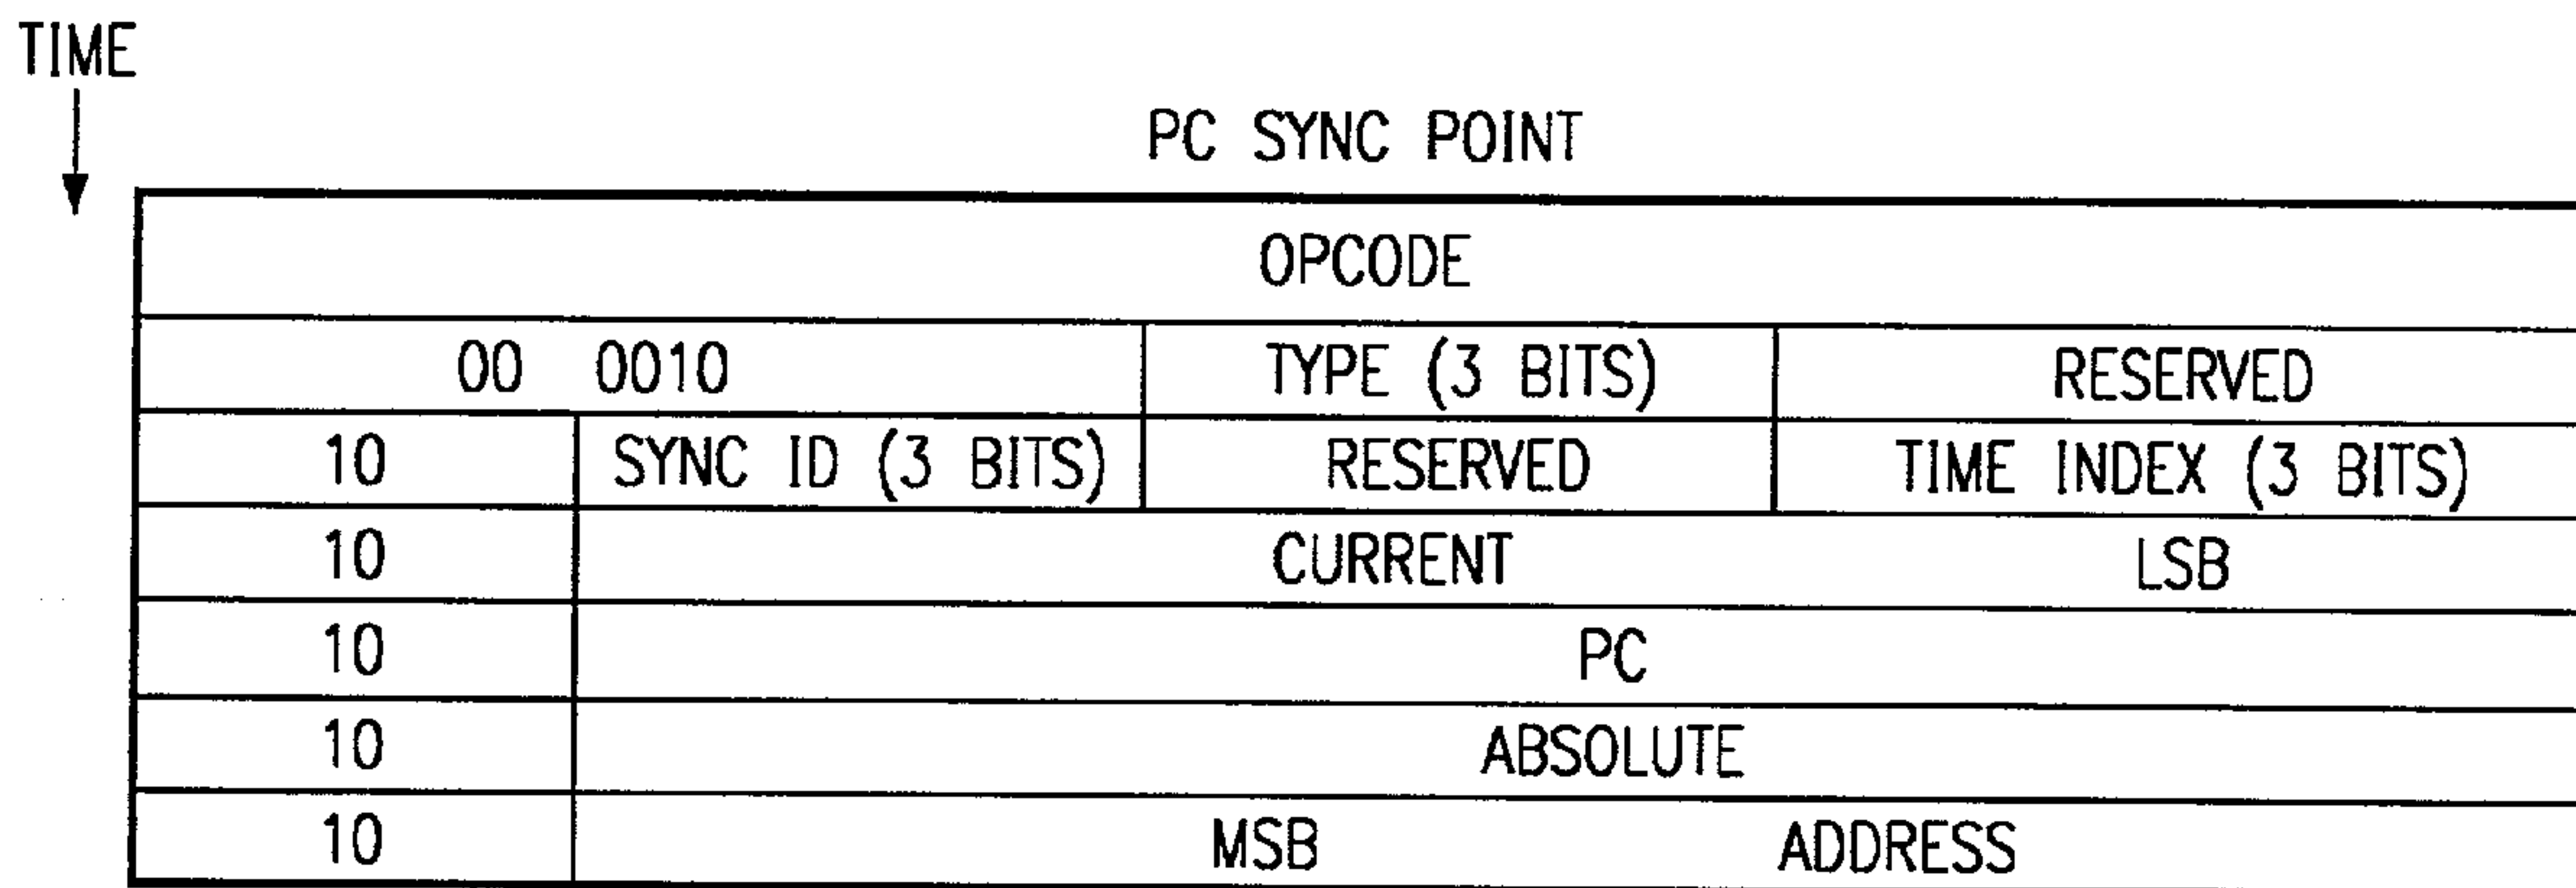 TIME
PC SYNC POINT
OPCODE
00 0010 TYPE (3 BITS) RESERVED
10 SYNC ID (3 BITS) RESERVED TIME INDEX (3 BITS)
10 CURRENT LSB
10 PC
10 ABSOLUTE
10 MSB ADDRESS